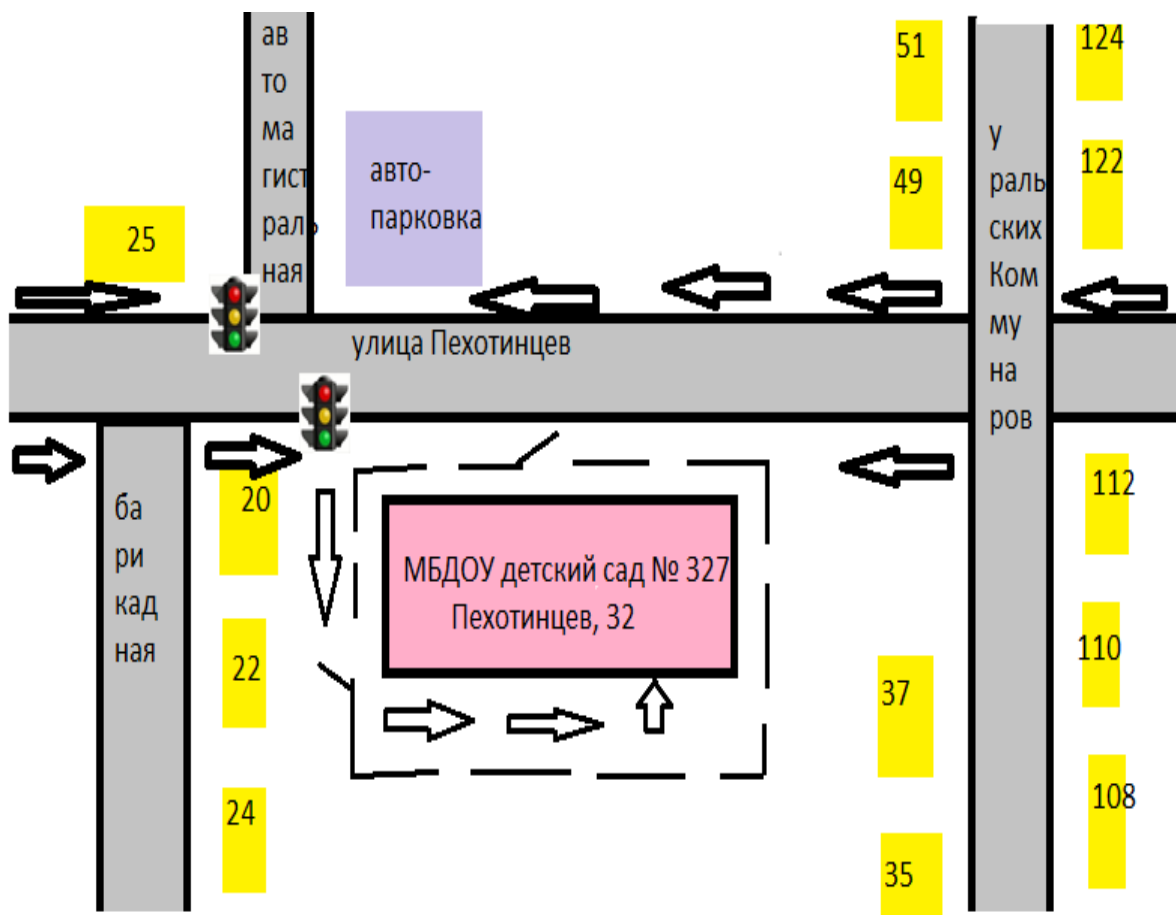 ав
то
ма
гист
раль
ная
авто-
парковка
51
124
49
122
25
у
раль
ских
Ком
му
на
ров
улица Пехотинцев
20
112
ба
ри
кад
ная
МБДОУ детский сад № 327
Пехотинцев, 32
22
110
37
24
108
35